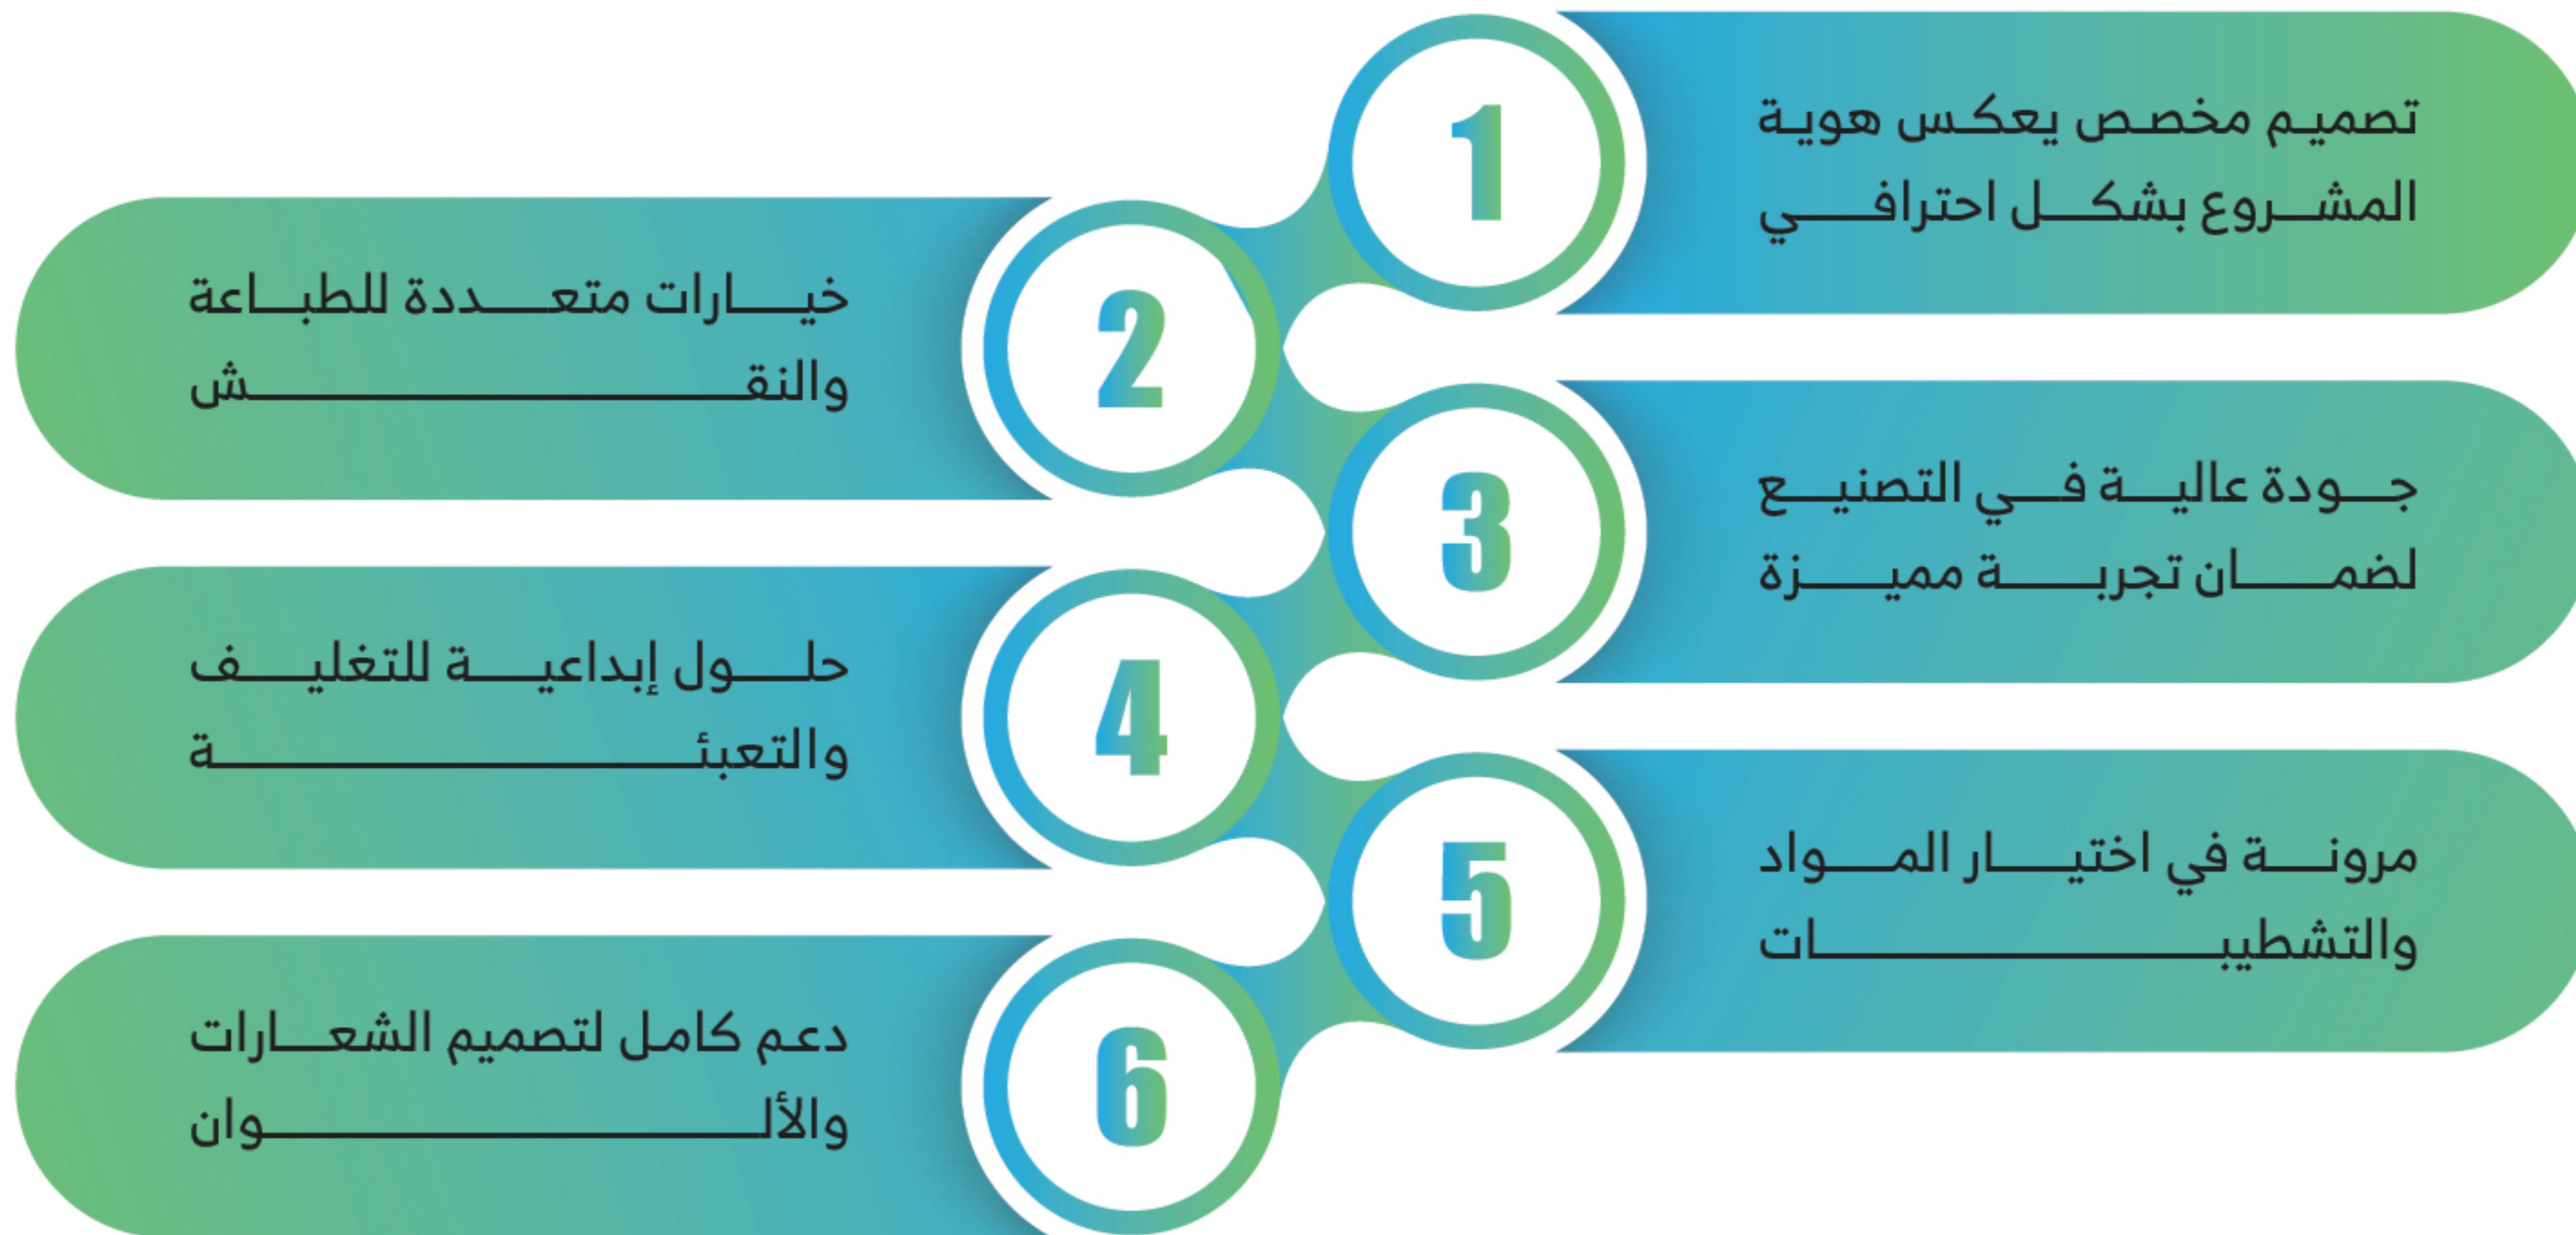 1
تصميم مخصص يعكس هوية
المشروع بشكل احترافي
2
خيارات متعددة للطباعة
والنقش
3
جودة عالية في التصنيع
لضمان تجربة مميزة
4
حلول إبداعية للتغليف
والتعبئة
5
مرونة في اختيار المواد
والتشطيبات
6
دعم كامل لتصميم الشعارات
والألوان